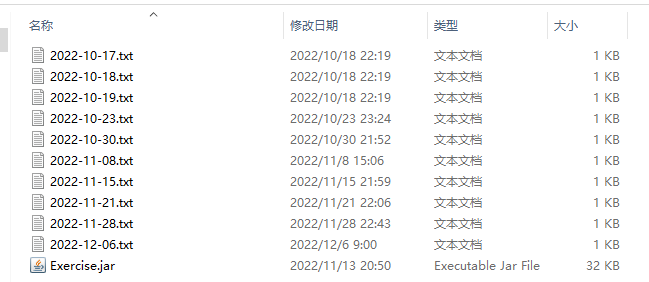 名称 修改日期 类型 大小
2022-10-17.txt 2022/10/18 22:19 文本文档 1 KB
2022-10-18.txt 2022/10/18 22:19 文本文档 1 KB
2022-10-19.txt 2022/10/18 22:19 文本文档 1 KB
2022-10-23.txt 2022/10/23 23:24 文本文档 1 KB
2022-10-30.txt 2022/10/30 21:52 文本文档 1 KB
2022-11-08.txt 2022/11/8 15:06 文本文档 1 KB
2022-11-15.txt 2022/11/15 21:59 文本文档 1 KB
2022-11-21.txt 2022/11/21 22:06 文本文档 1 KB
2022-11-28.txt 2022/11/28 22:43 文本文档 1 KB
2022-12-06.txt 2022/12/6 9:00 文本文档 1 KB
Exercise.jar 2022/11/13 20:50 Executable Jar File 32 KB